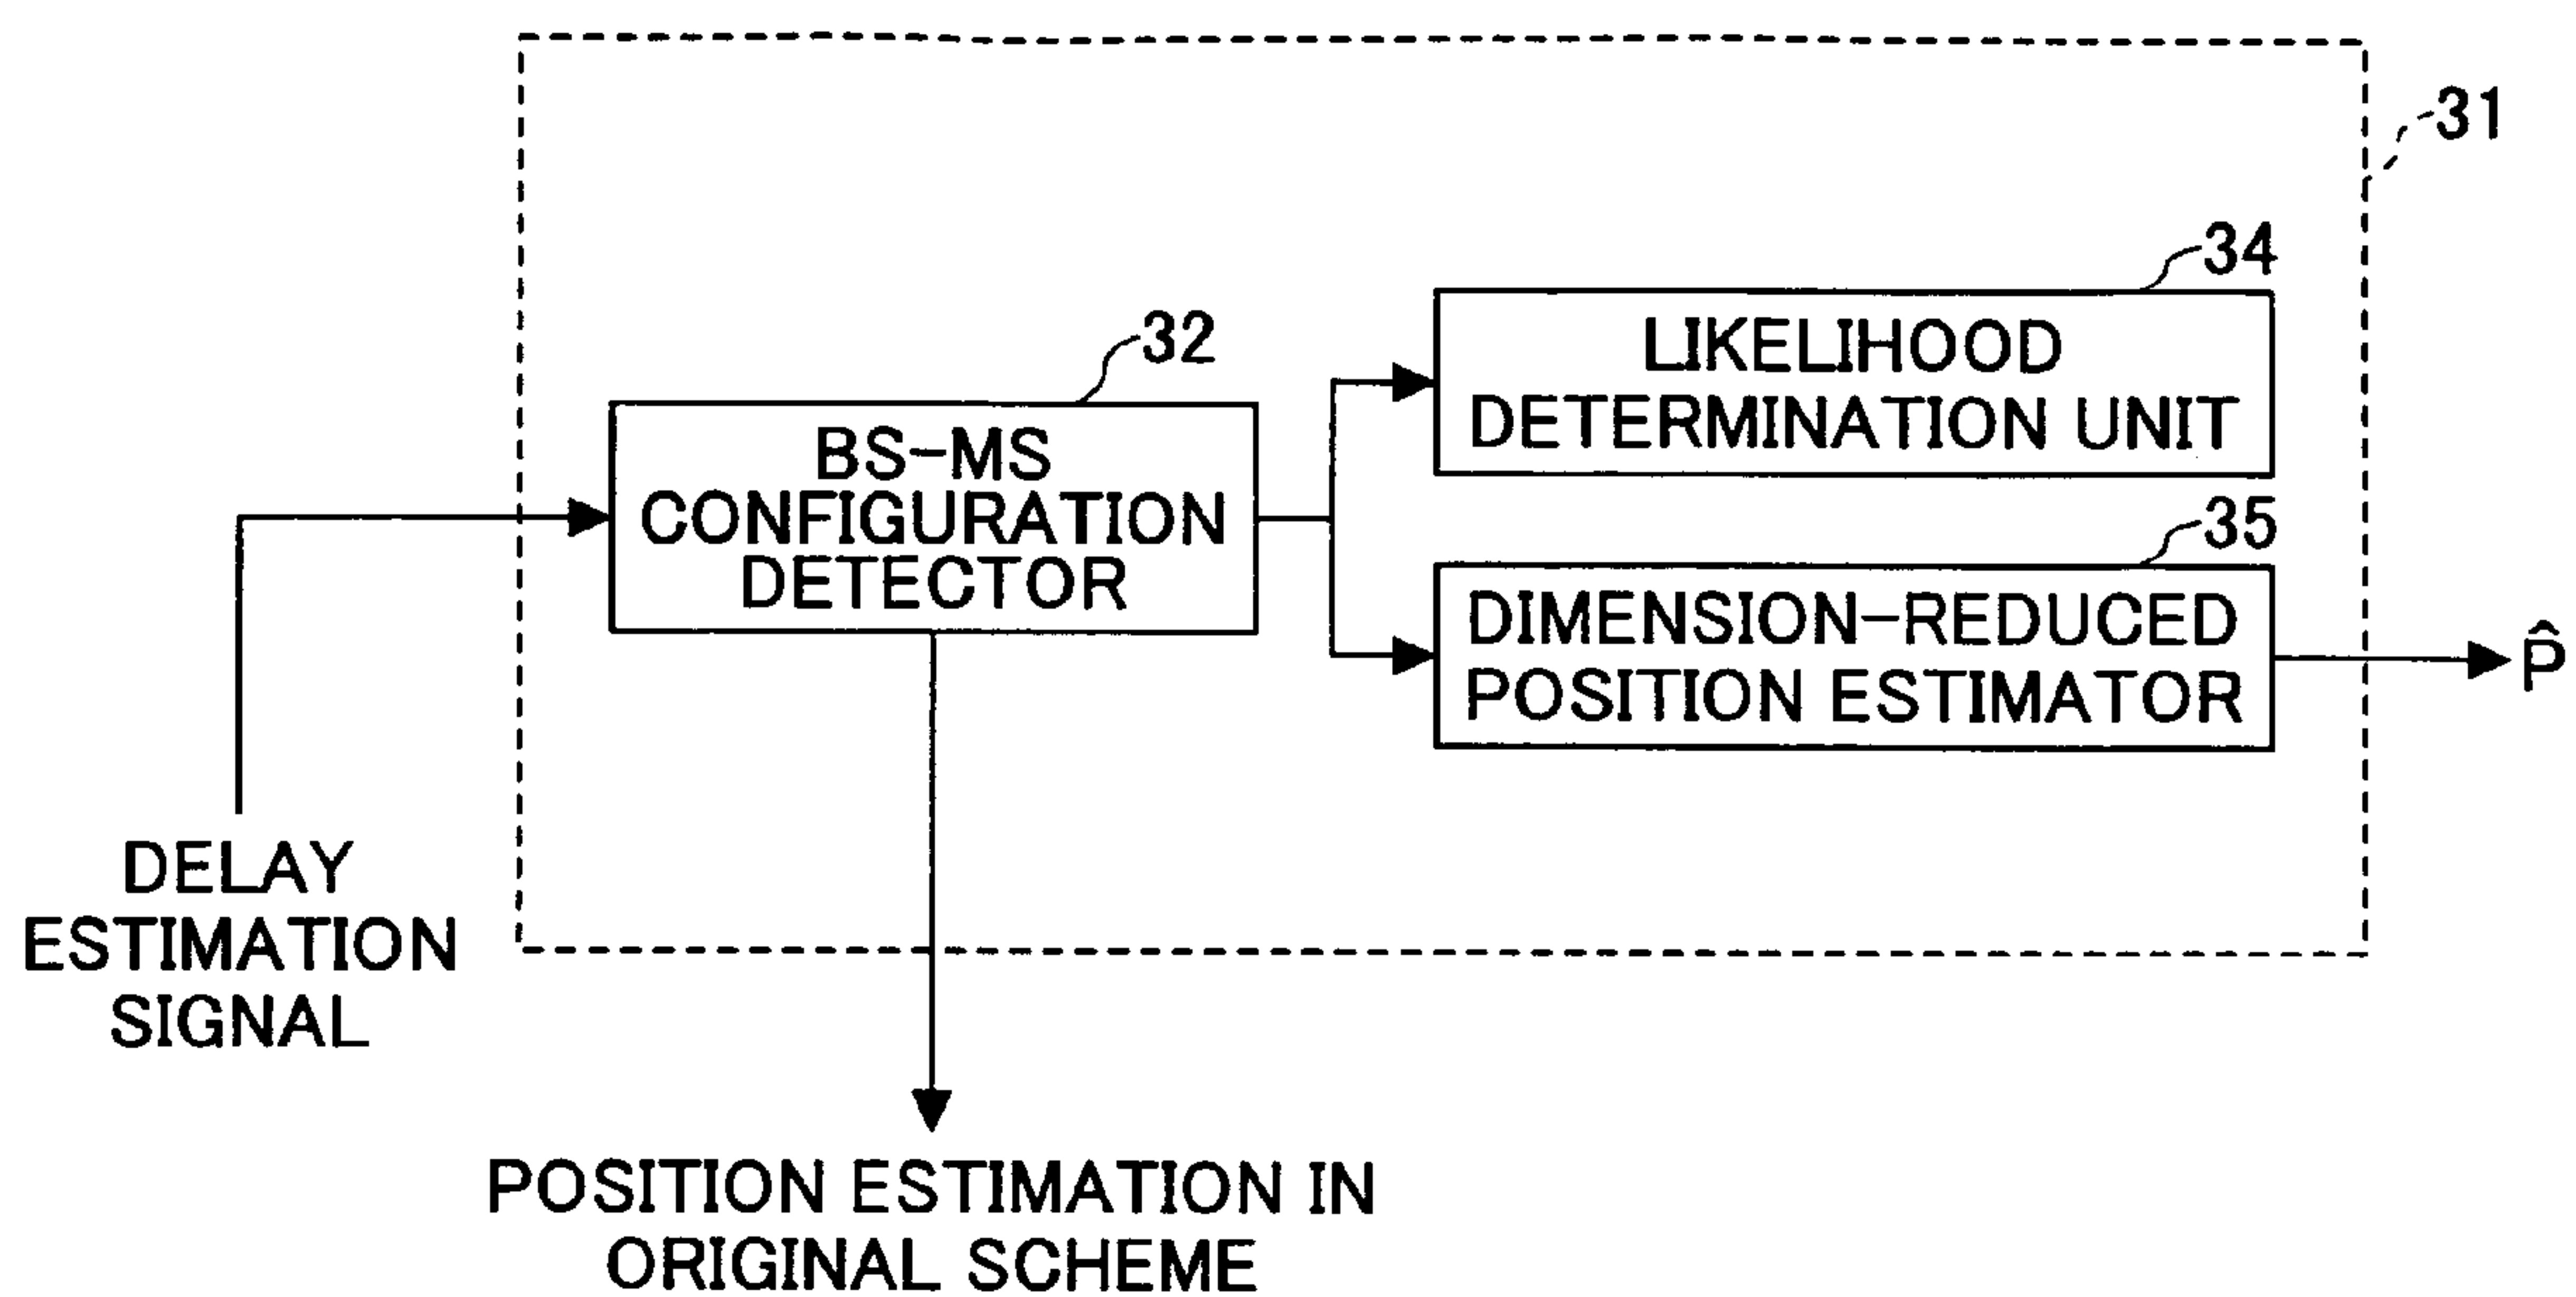 31
34
LIKELIHOOD
DETERMINATION UNIT
32
BS-MS
CONFIGURATION
DETECTOR
35
DIMENSION-REDUCED
POSITION ESTIMATOR
P̂
DELAY
ESTIMATION
SIGNAL
POSITION ESTIMATION IN
ORIGINAL SCHEME